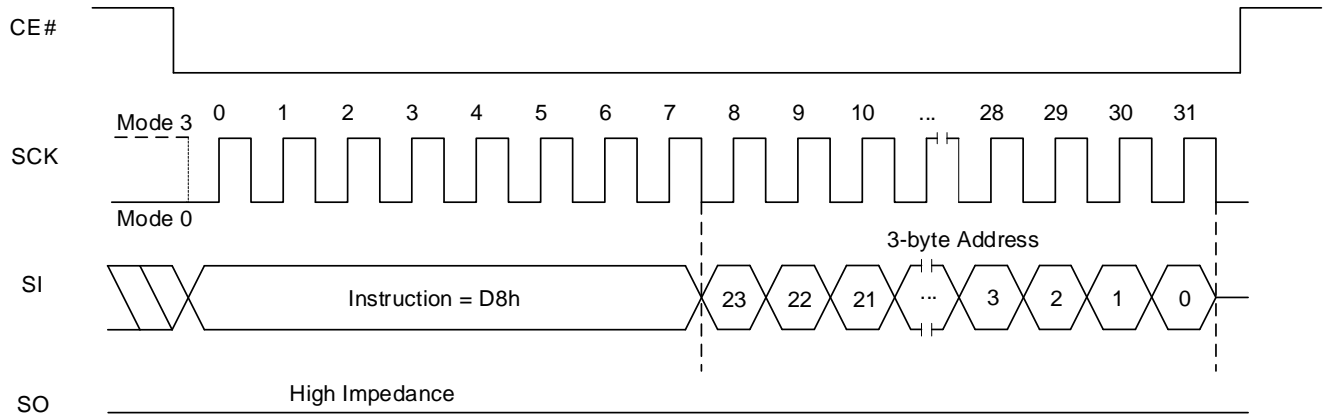 CE#
0 1 2 3 4 5 6 7 8 9 10 ... 28 29 30 31
Mode 3
SCK
Mode 0
3-byte Address
SI
Instruction = D8h 23 22 21 ... 3 2 1 0
High Impedance
SO